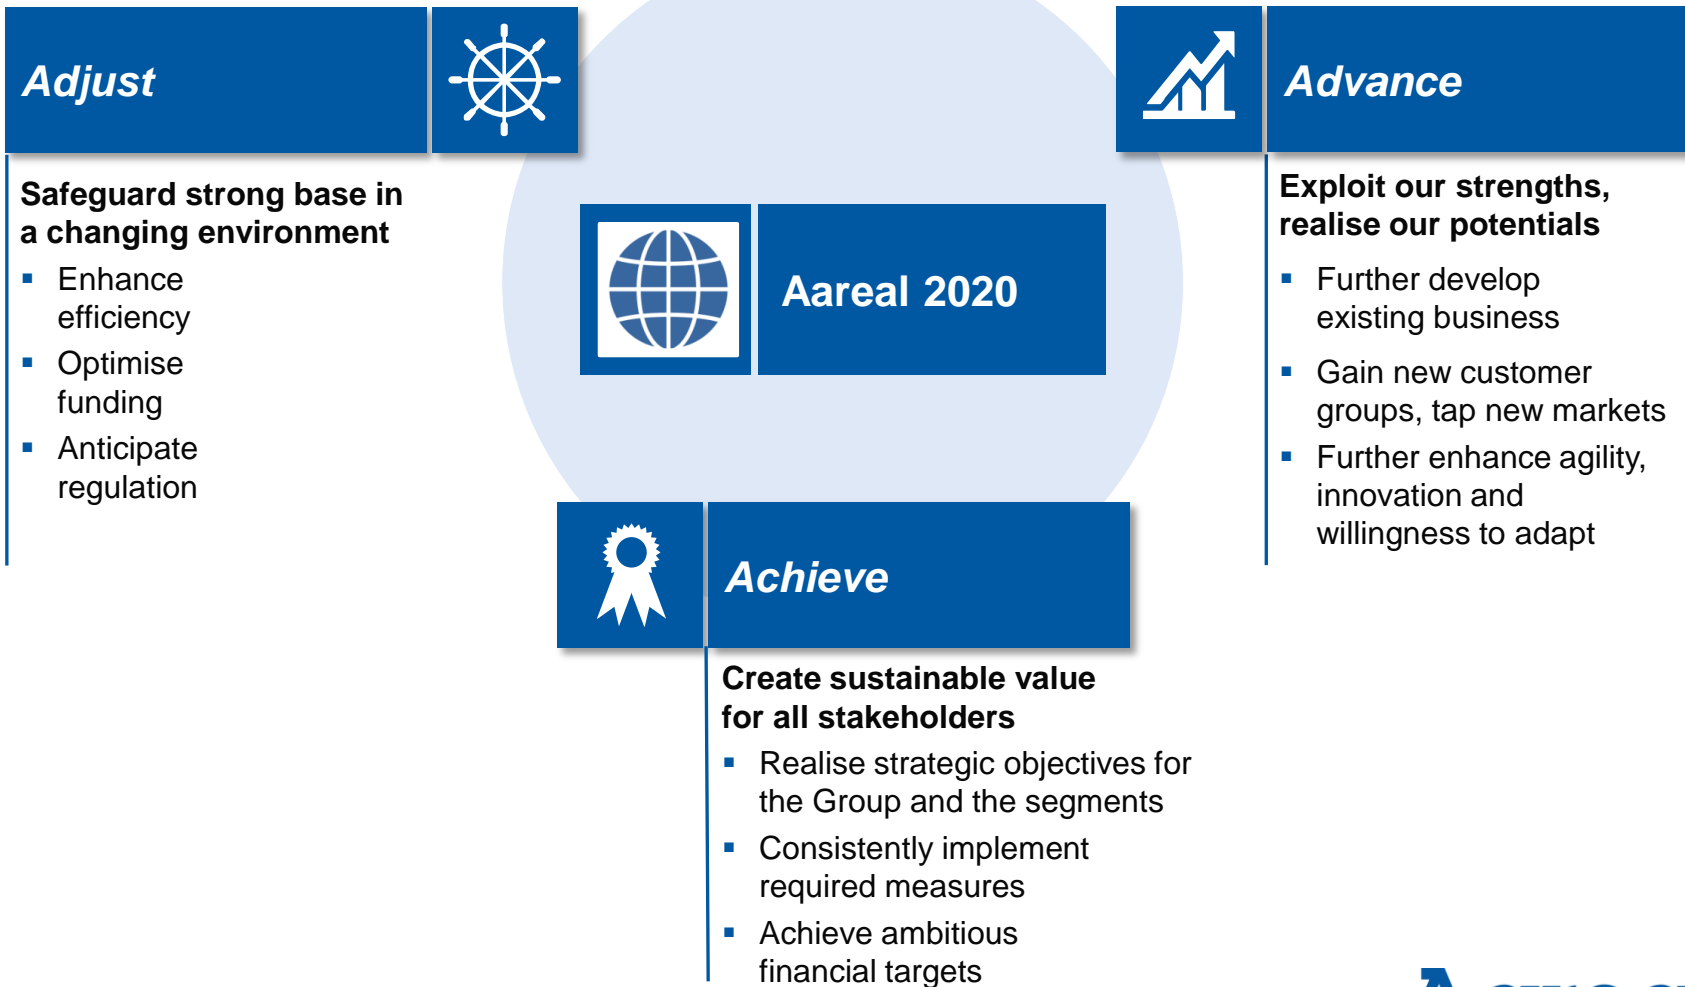 Adjust
Safeguard strong base in
a changing environment
▪ Enhance
efficiency
▪ Optimise
funding
▪ Anticipate
regulation
Aareal 2020
Advance
Exploit our strengths,
realise our potentials
▪ Further develop
existing business
▪ Gain new customer
groups, tap new markets
▪ Further enhance agility,
innovation and
willingness to adapt
Achieve
Create sustainable value
for all stakeholders
▪ Realise strategic objectives for
the Group and the segments
▪ Consistently implement
required measures
▪ Achieve ambitious
financial targets